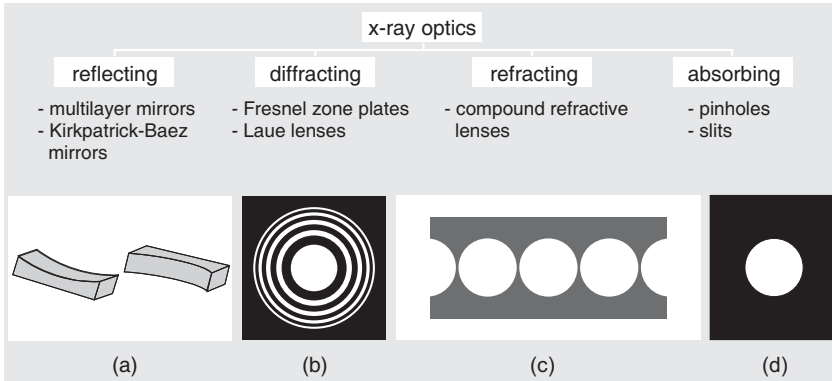 x-ray optics
reflecting
- multilayer mirrors
- Kirkpatrick-Baez
mirrors
diffracting
- Fresnel zone plates
- Laue lenses
refracting
- compound refractive
lenses
absorbing
- pinholes
- slits
(a)
(b)
(c)
(d)